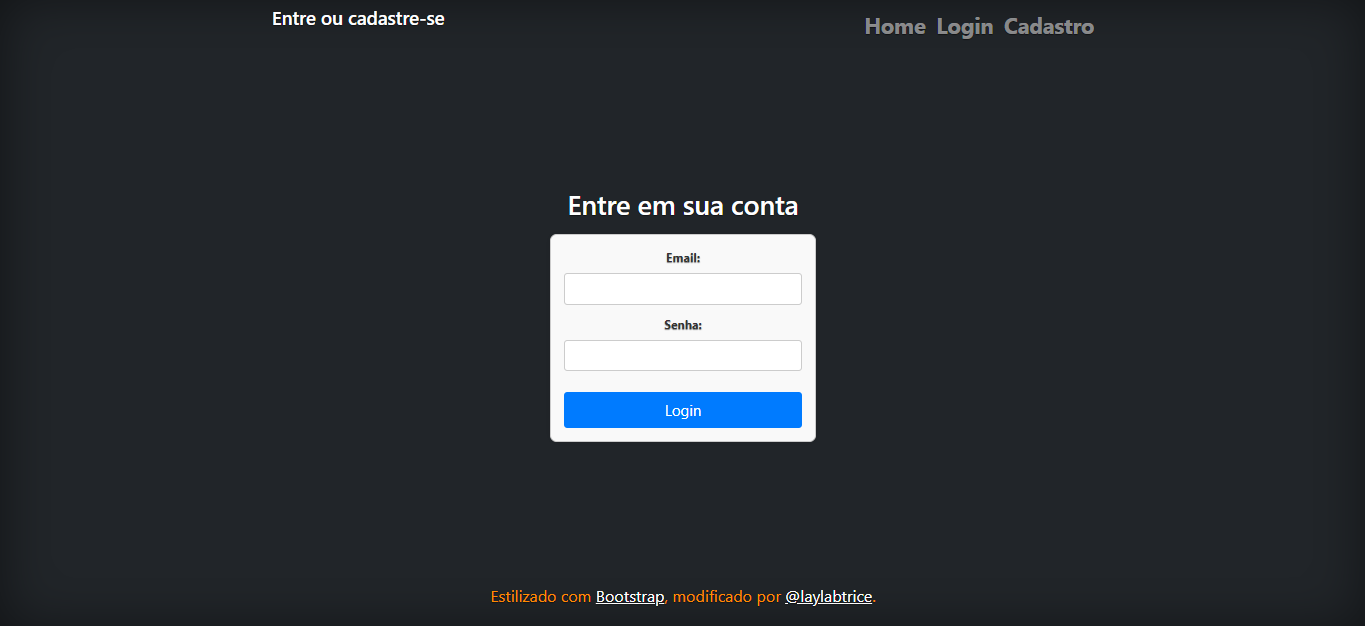 Entre ou cadastre-se
Home Login Cadastro
Entre em sua conta
Email:
Senha:
Login
Estilizado com Bootstrap, modificado por @laylabtrice.